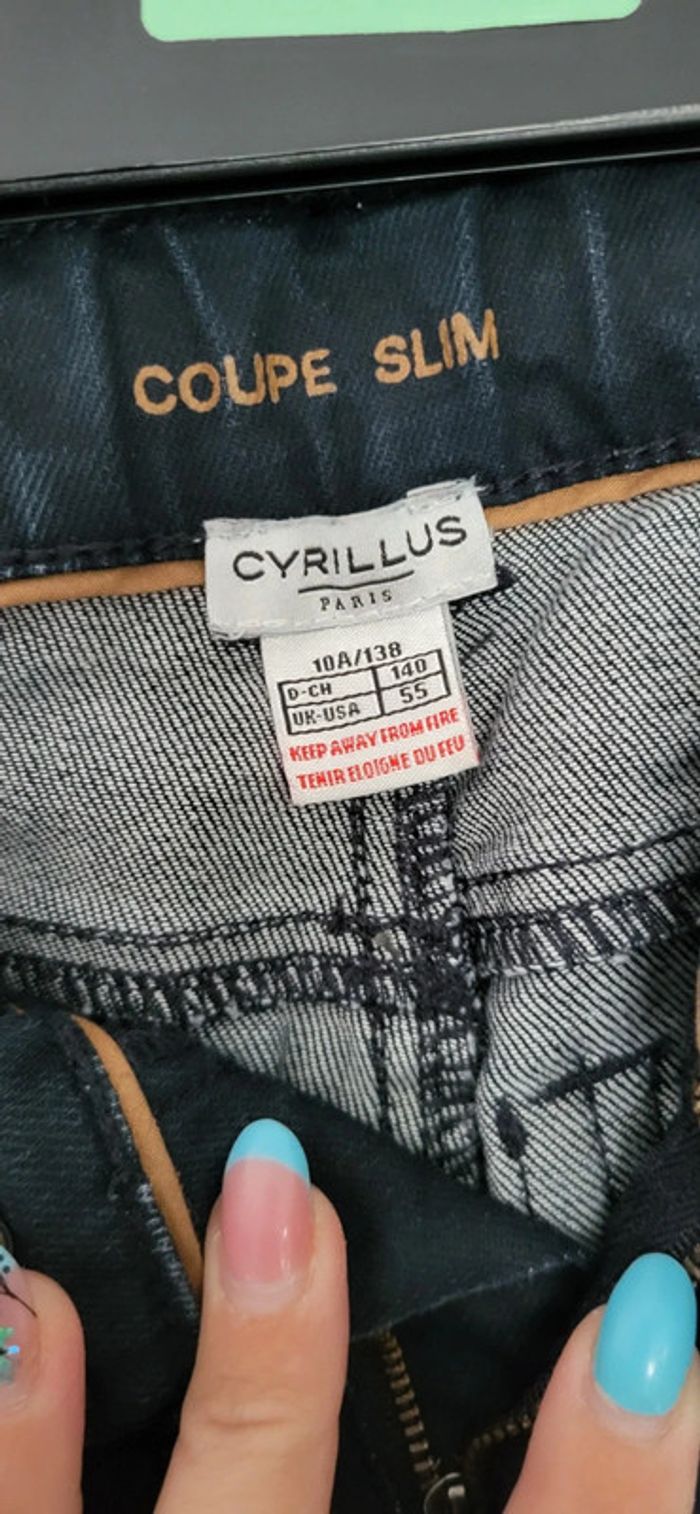 COUPE SLIM
CYRILLUS
PARIS
10A/138
D-CH 140
UK-USA 55
KEEP AWAY FROM FIRE
TENIR ELOIGNE DU FEU